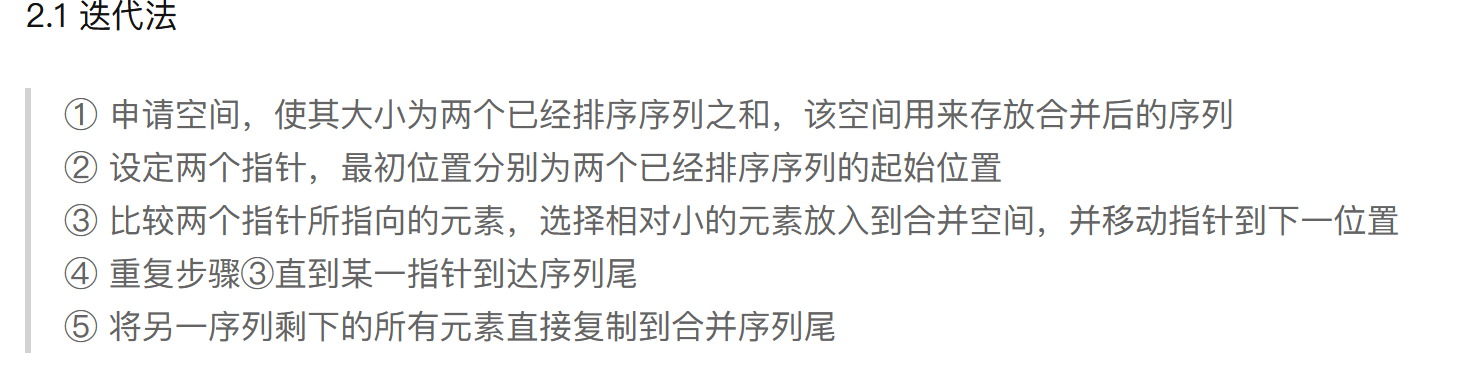 2.1 迭代法
① 申请空间，使其大小为两个已经排序序列之和，该空间用来存放合并后的序列
② 设定两个指针，最初位置分别为两个已经排序序列的起始位置
③ 比较两个指针所指向的元素，选择相对小的元素放入到合并空间，并移动指针到下一位置
④ 重复步骤③直到某一指针到达序列尾
⑤ 将另一序列剩下的所有元素直接复制到合并序列尾